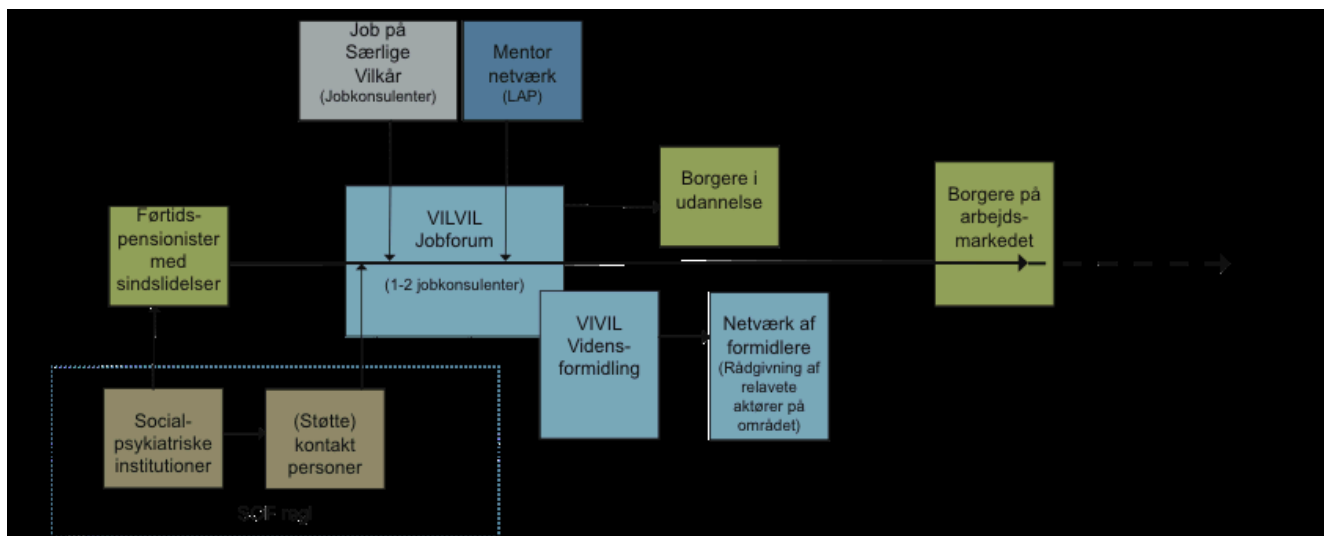 Job på
Særlige
Vilkår
(Jobkonsulenter)
Mentor
netværk
(LAP)
Borgere i
udannelse
Borgere på
arbejds-
markedet
Førtids-
pensionister
med
sindslidelser
VILVIL
Jobforum
(1-2 jobkonsulenter)
VIVIL
Videns-
formidling
Netværk af
formidlere
(Rådgivning af
relavete
aktører på
området)
Social-
psykiatriske
institutioner
(Støtte)
kontakt
personer
SOF regi